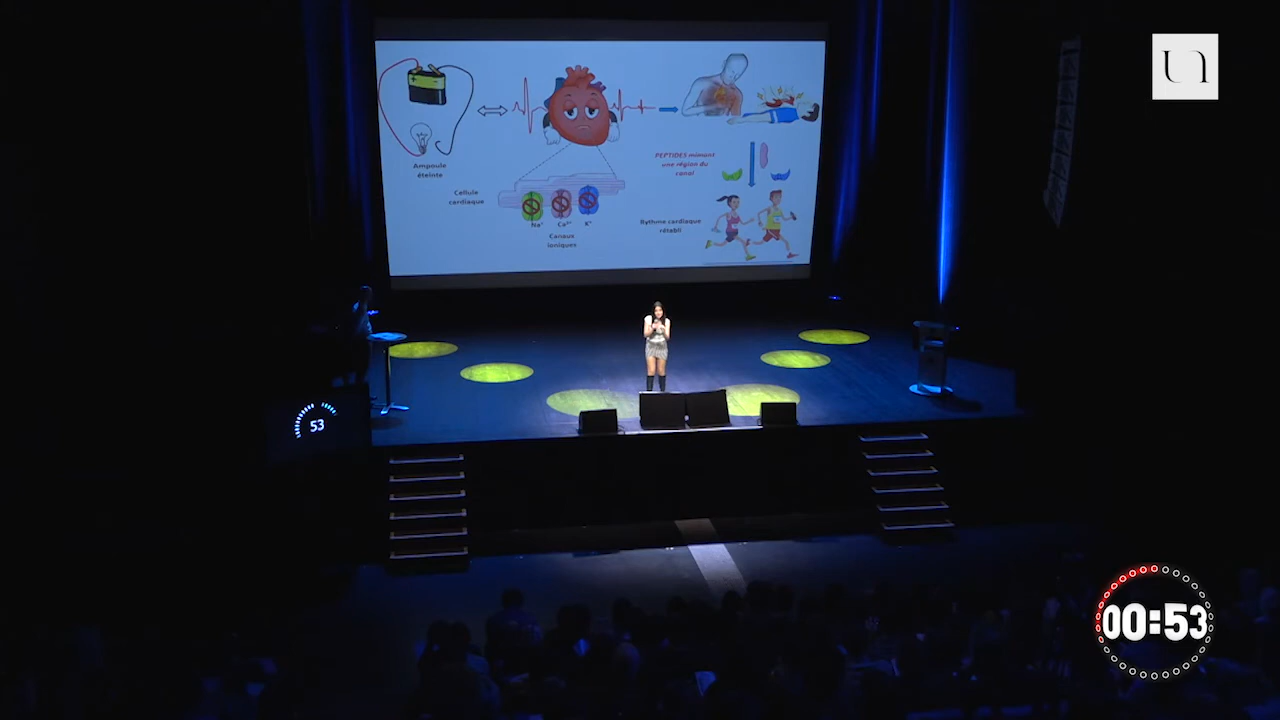 Ampoule
éteinte
Cellule
cardiaque
Na⁺ Ca²⁺ K⁺
Canaux
ioniques
PEPTIDES mimant
une région du
canal
Rythme cardiaque
rétabli
53
00:53